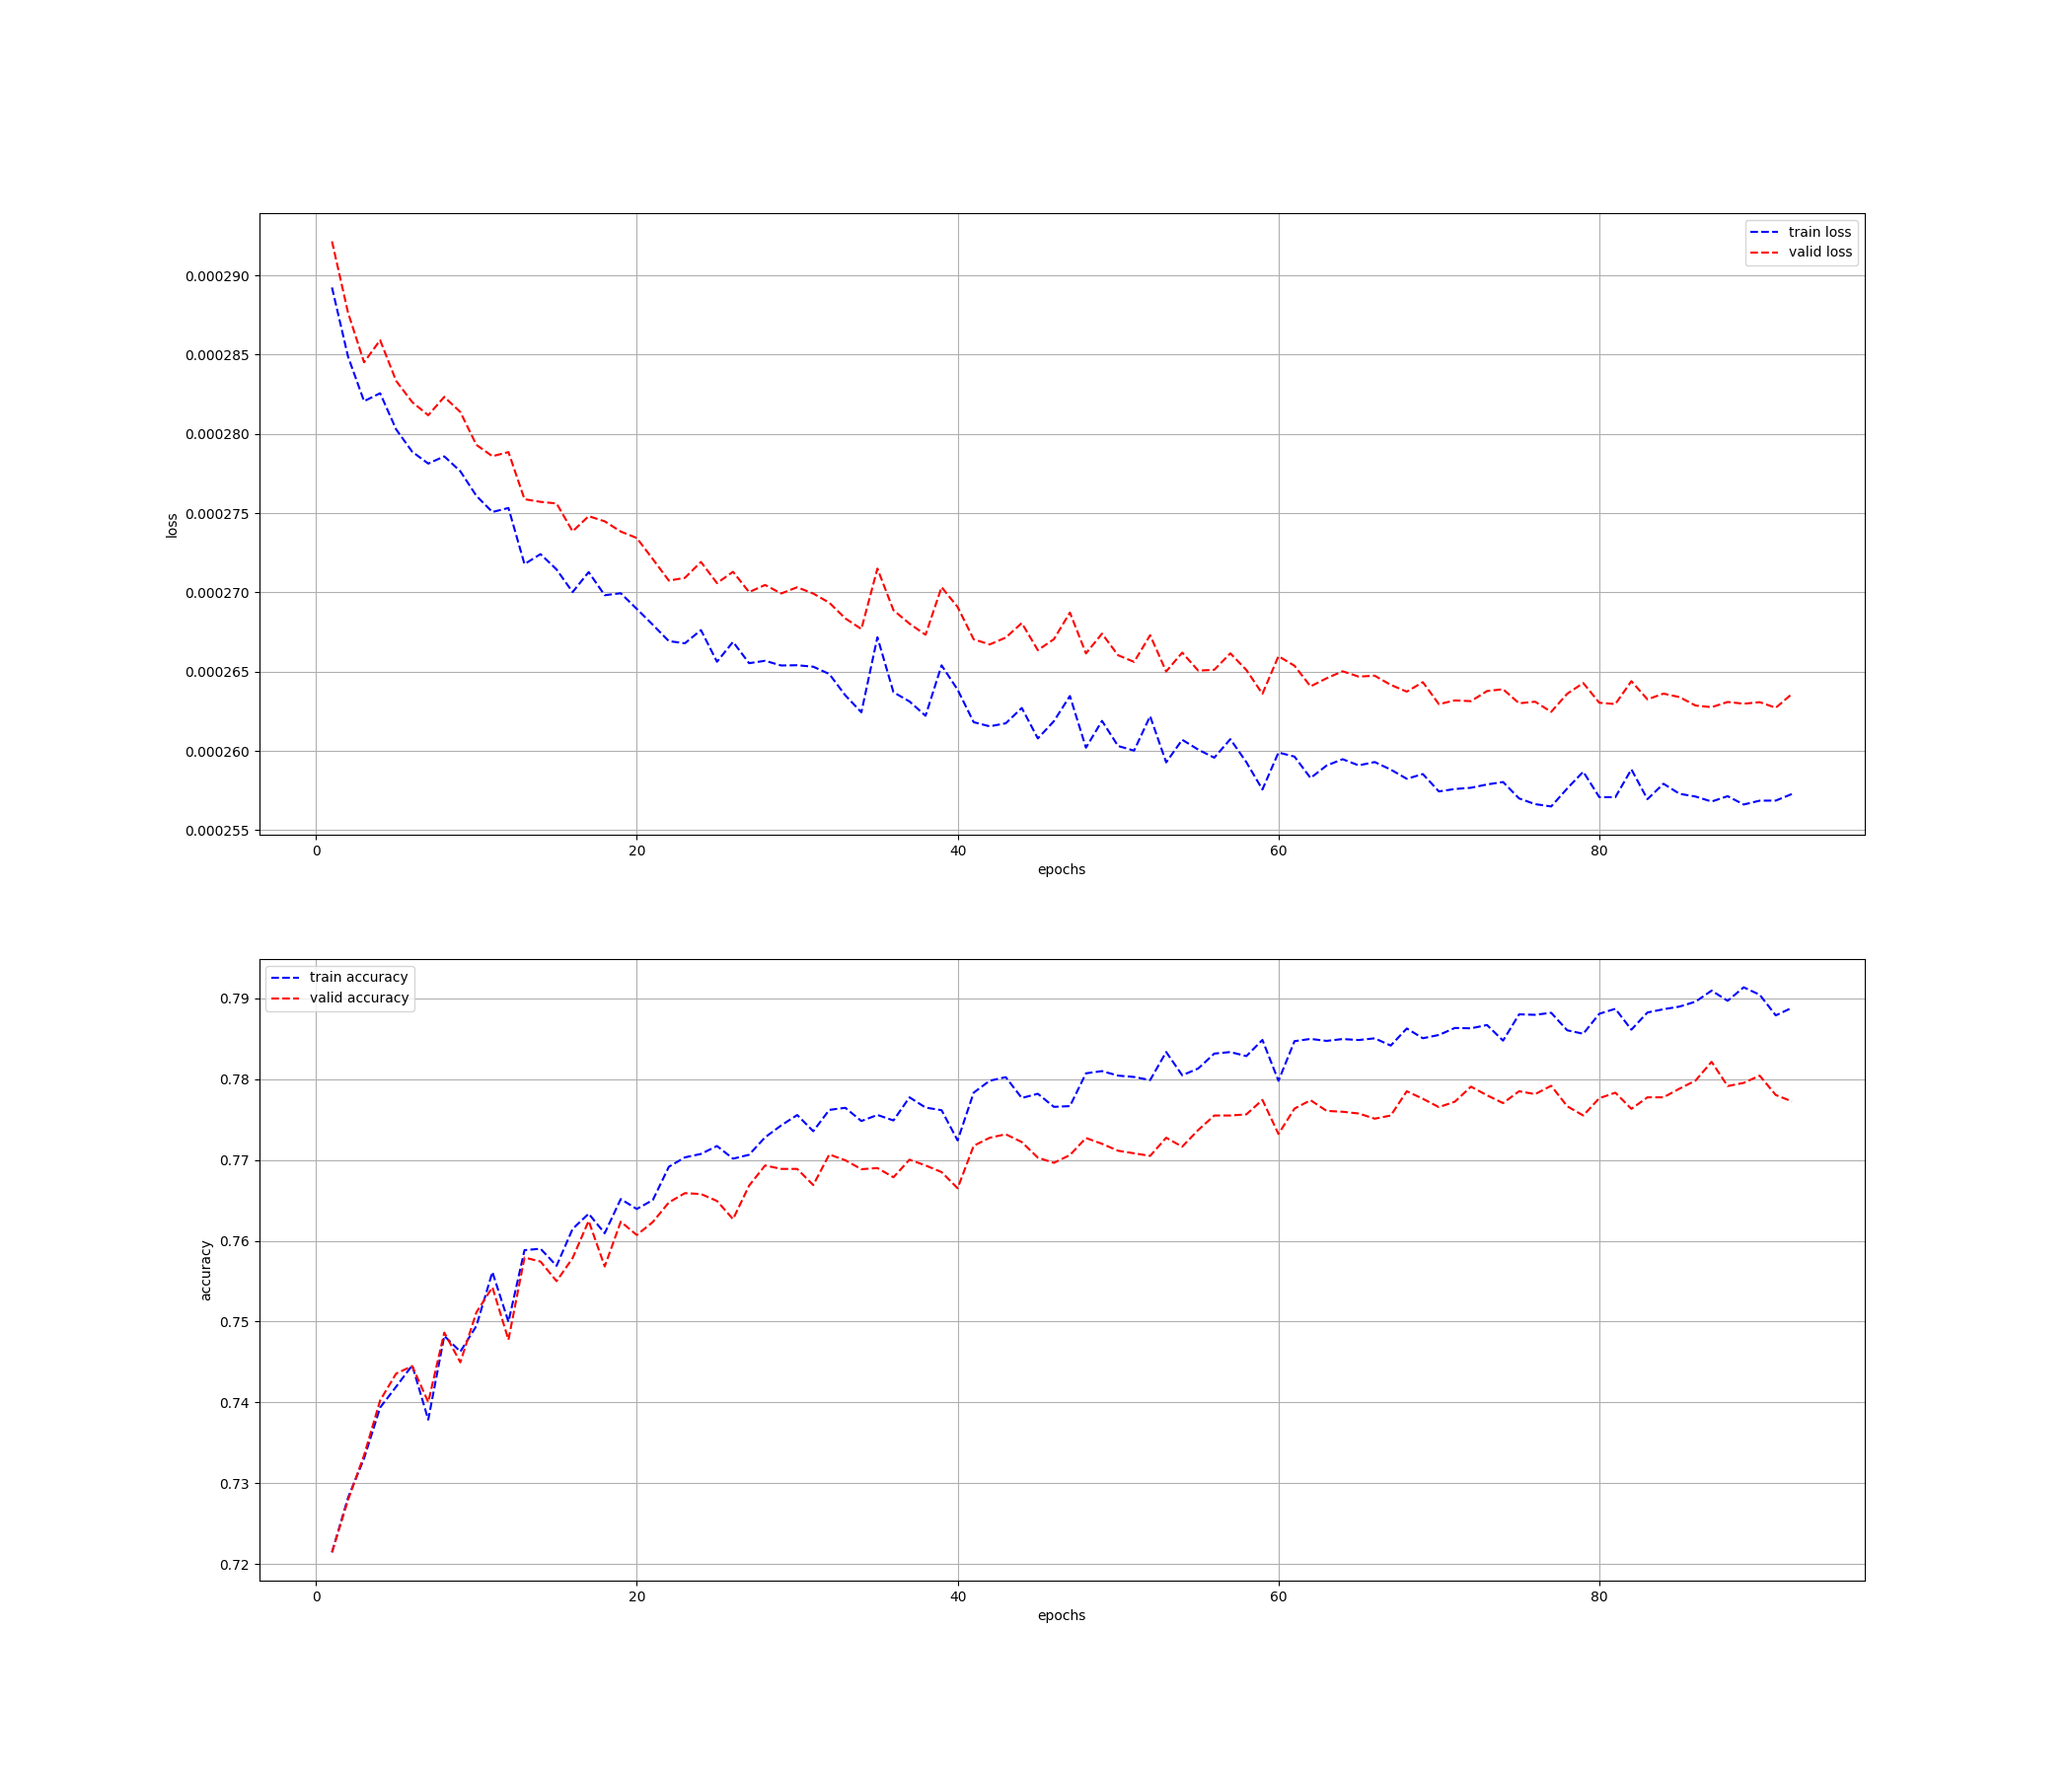 train loss
valid loss
0.000290
0.000285
0.000280
0.000275
0.000270
0.000265
0.000260
0.000255
loss
0 20 40 60 80
epochs
train accuracy
valid accuracy
0.79
0.78
0.77
0.76
0.75
0.74
0.73
0.72
accuracy
0 20 40 60 80
epochs